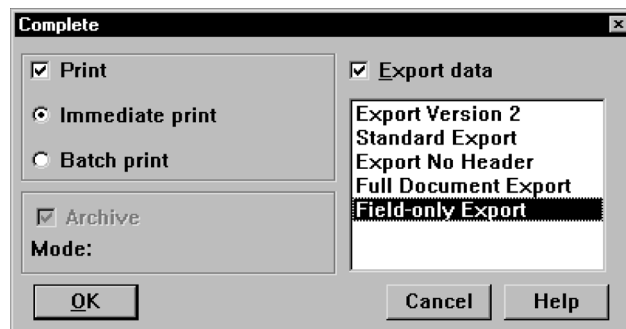 Complete
Print
Immediate print
Batch print
Archive
Mode:
Export data
Export Version 2
Standard Export
Export No Header
Full Document Export
Field-only Export
OK
Cancel
Help